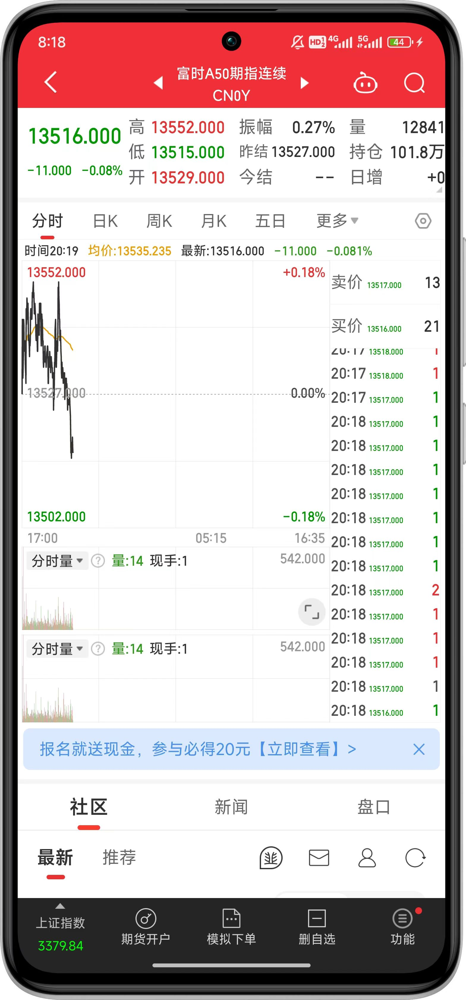 8:18 HD 1 2 4G 5G 44
富时A50期指连续
CN0Y
13516.000
-11.000 -0.08%
高 13552.000 振幅 0.27% 量 12841
低 13515.000 昨结 13527.000 持仓 101.8万
开 13529.000 今结 -- 日增 +0
分时 日K 周K 月K 五日 更多
时间20:19 均价:13535.235 最新:13516.000 -11.000 -0.081%
13552.000 +0.18%
13527.000 0.00%
13502.000 -0.18%
17:00 05:15 16:35
卖价 13517.000 13
买价 13516.000 21
20:17 13518.000 1
20:17 13518.000 1
20:17 13517.000 1
20:18 13517.000 1
20:18 13517.000 1
20:18 13517.000 1
20:18 13517.000 1
20:18 13517.000 1
20:18 13517.000 1
20:18 13517.000 1
20:18 13517.000 2
20:18 13517.000 1
20:18 13517.000 1
20:18 13517.000 1
20:18 13517.000 1
20:18 13516.000 1
分时量 ? 量:14 现手:1 542.000
分时量 ? 量:14 现手:1 542.000
报名就送现金，参与必得20元【立即查看】 >
社区 新闻 盘口
最新 推荐
上证指数
3379.84
期货开户
模拟下单
删自选
功能